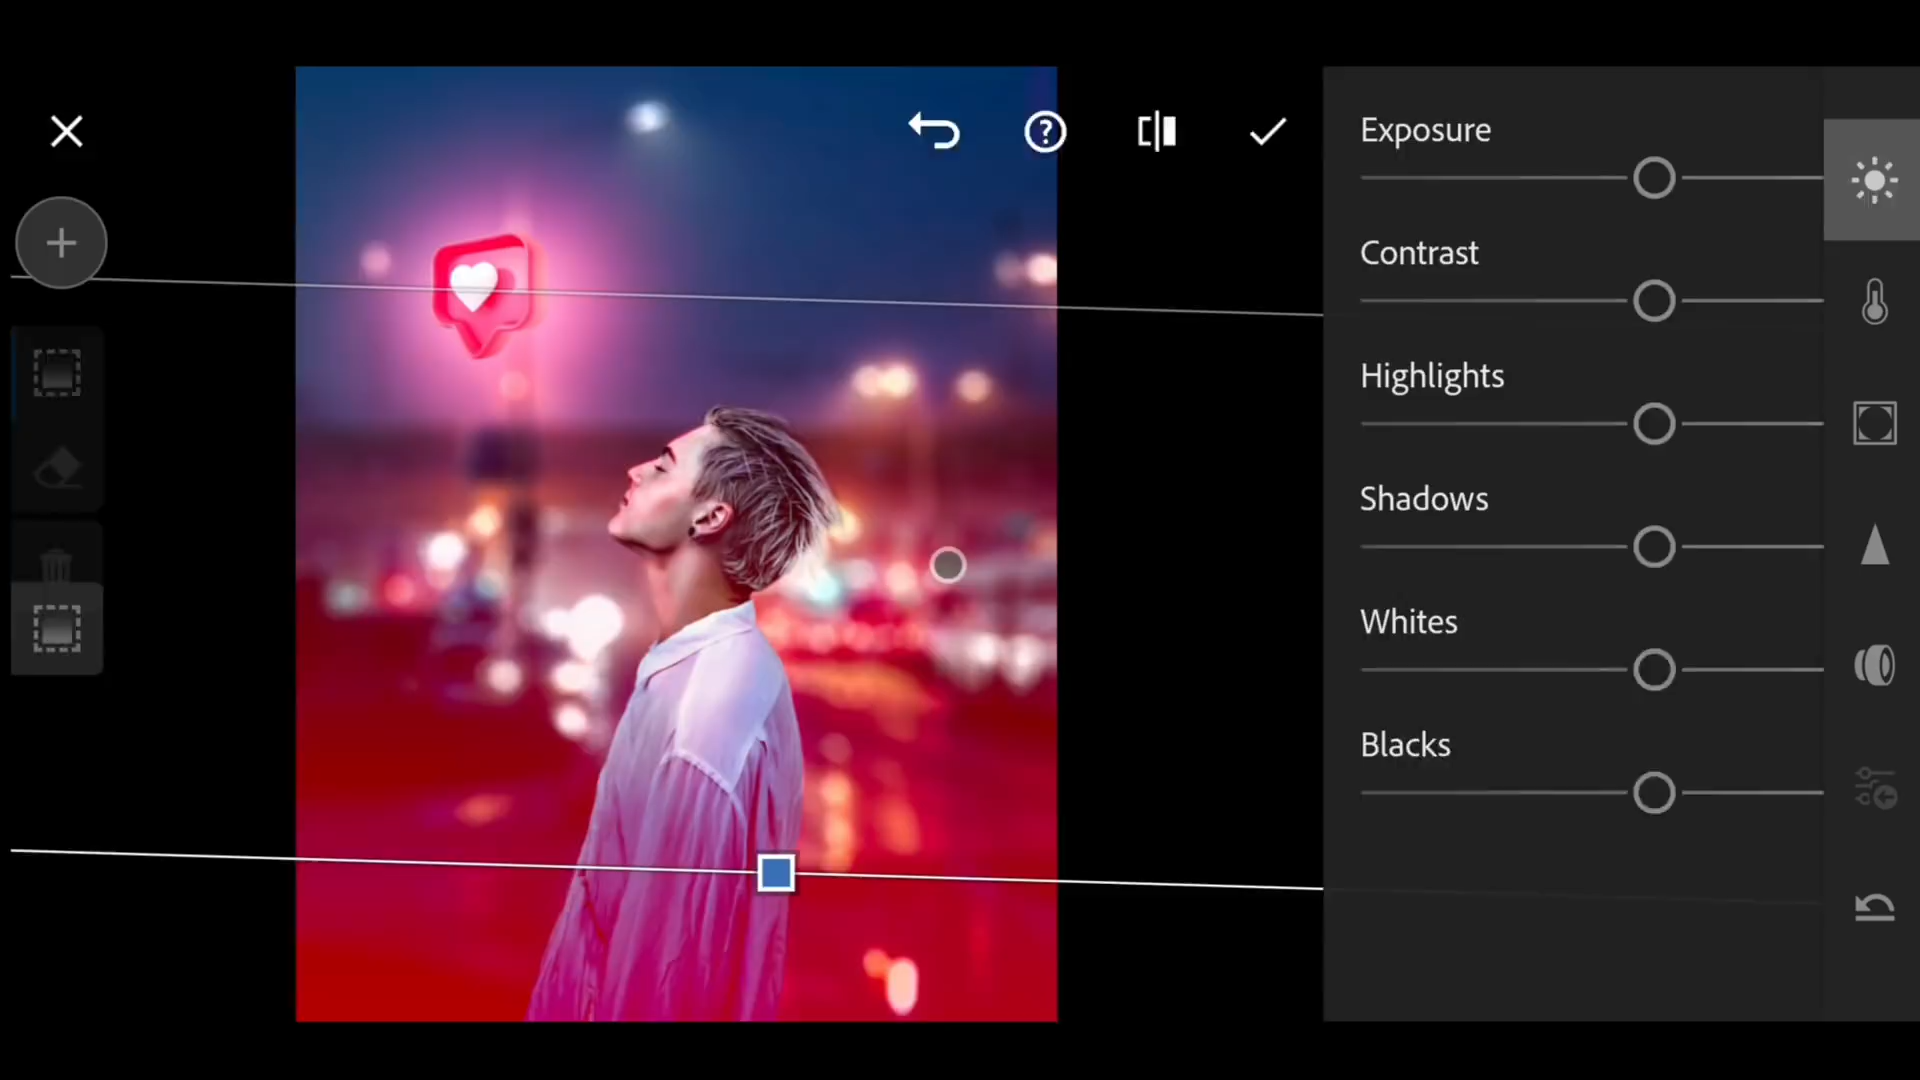 Exposure
Contrast
Highlights
Shadows
Whites
Blacks